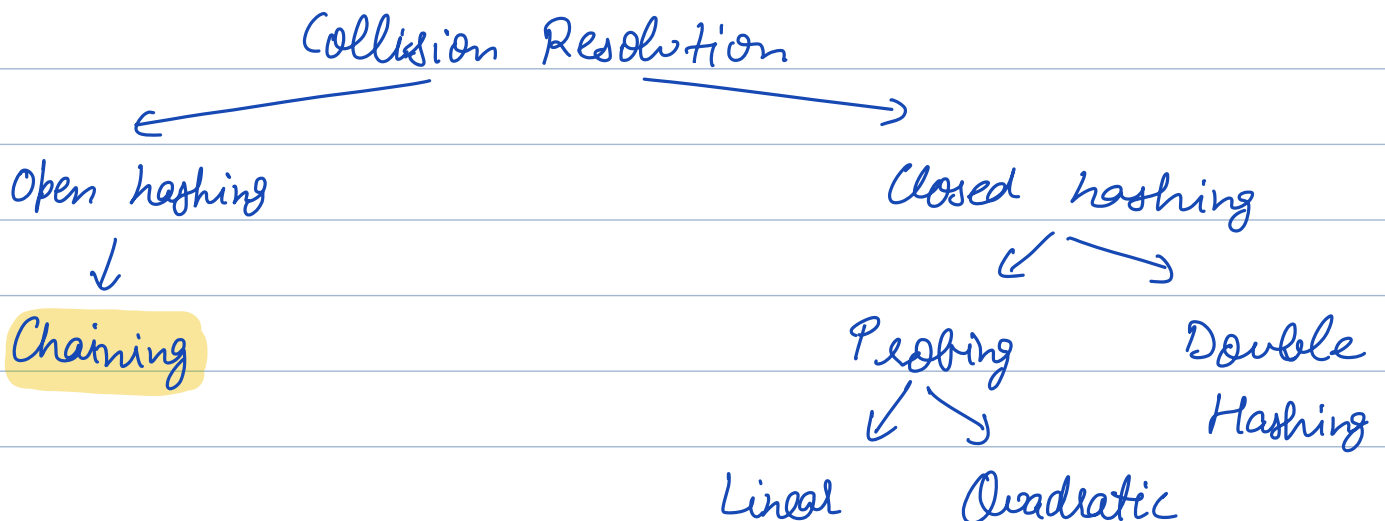 Collision Resolution
Open hashing Closed hashing
Chaining Probing Double
Hashing
Linear Quadratic